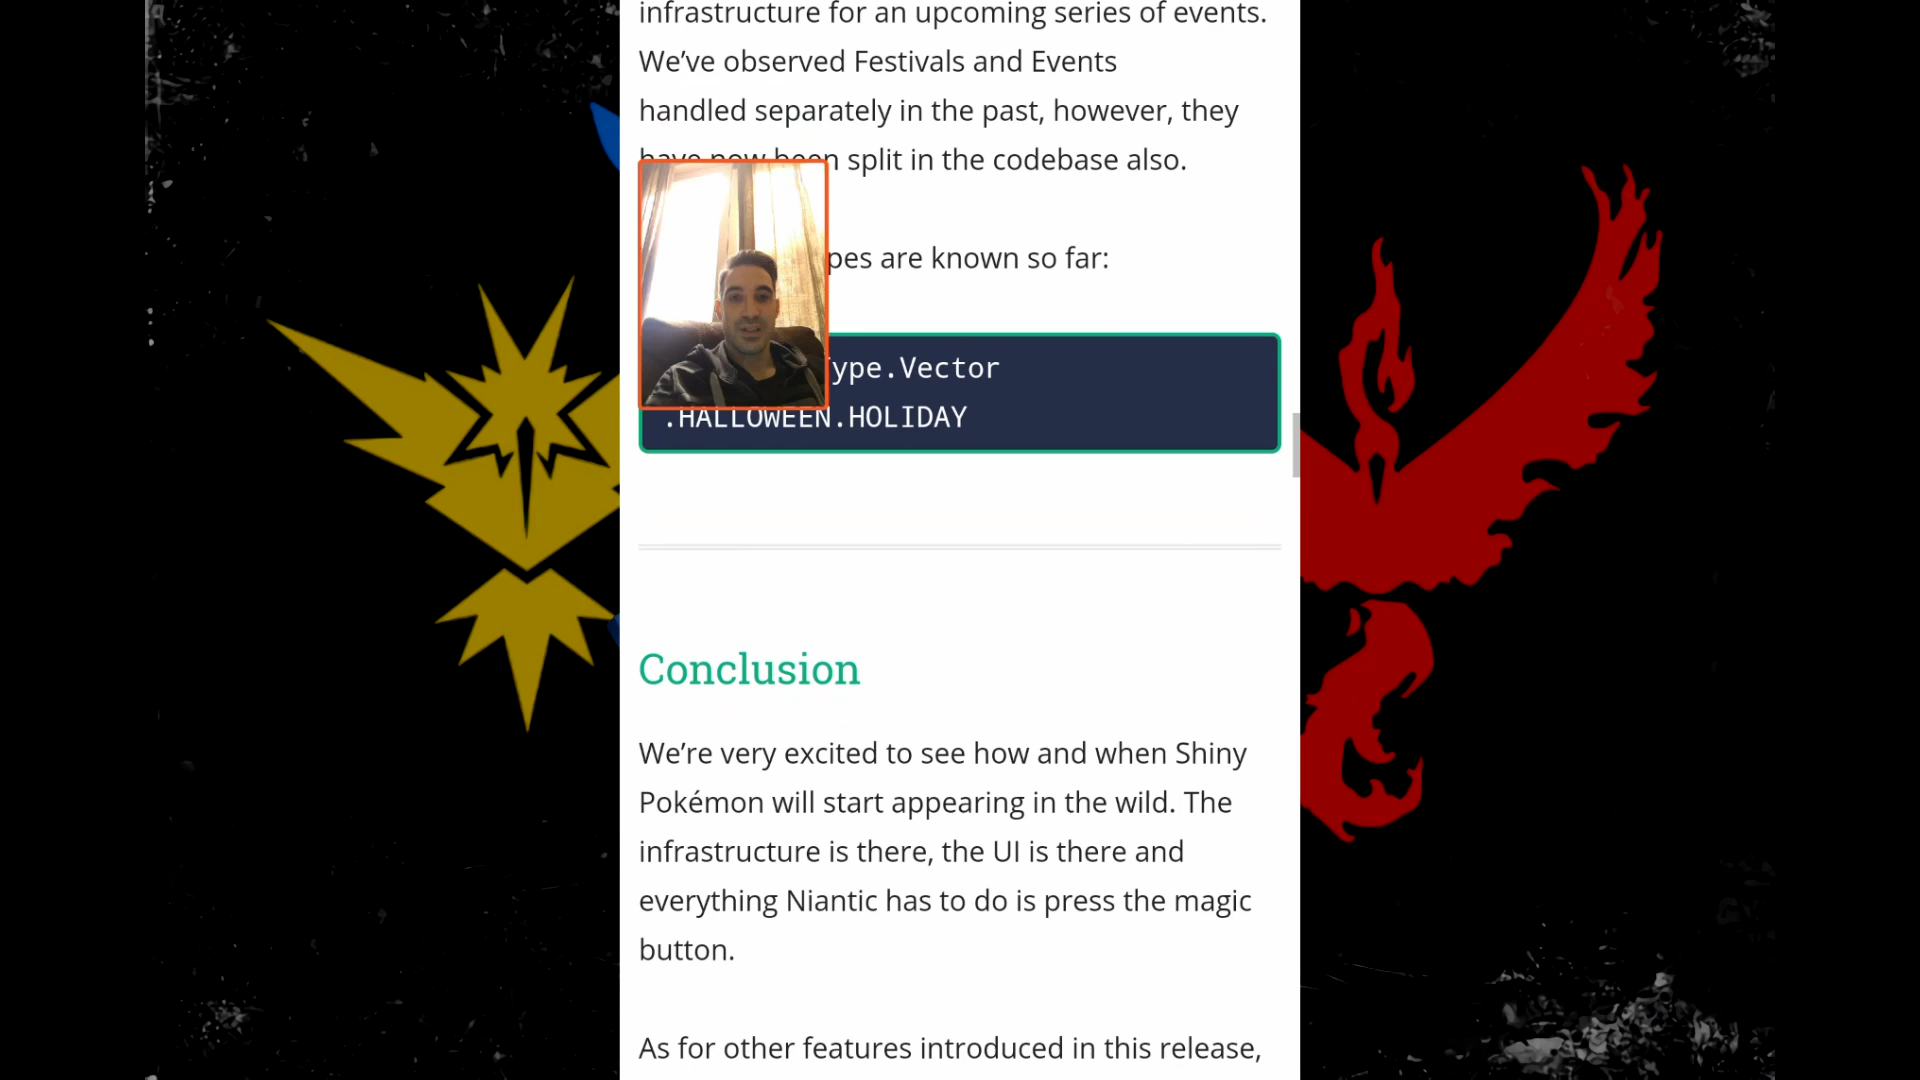 infrastructure for an upcoming series of events.
We’ve observed Festivals and Events
handled separately in the past, however, they
have now been split in the codebase also.
pes are known so far:
ype.Vector
.HALLOWEEN.HOLIDAY
Conclusion
We’re very excited to see how and when Shiny
Pokémon will start appearing in the wild. The
infrastructure is there, the UI is there and
everything Niantic has to do is press the magic
button.
As for other features introduced in this release,